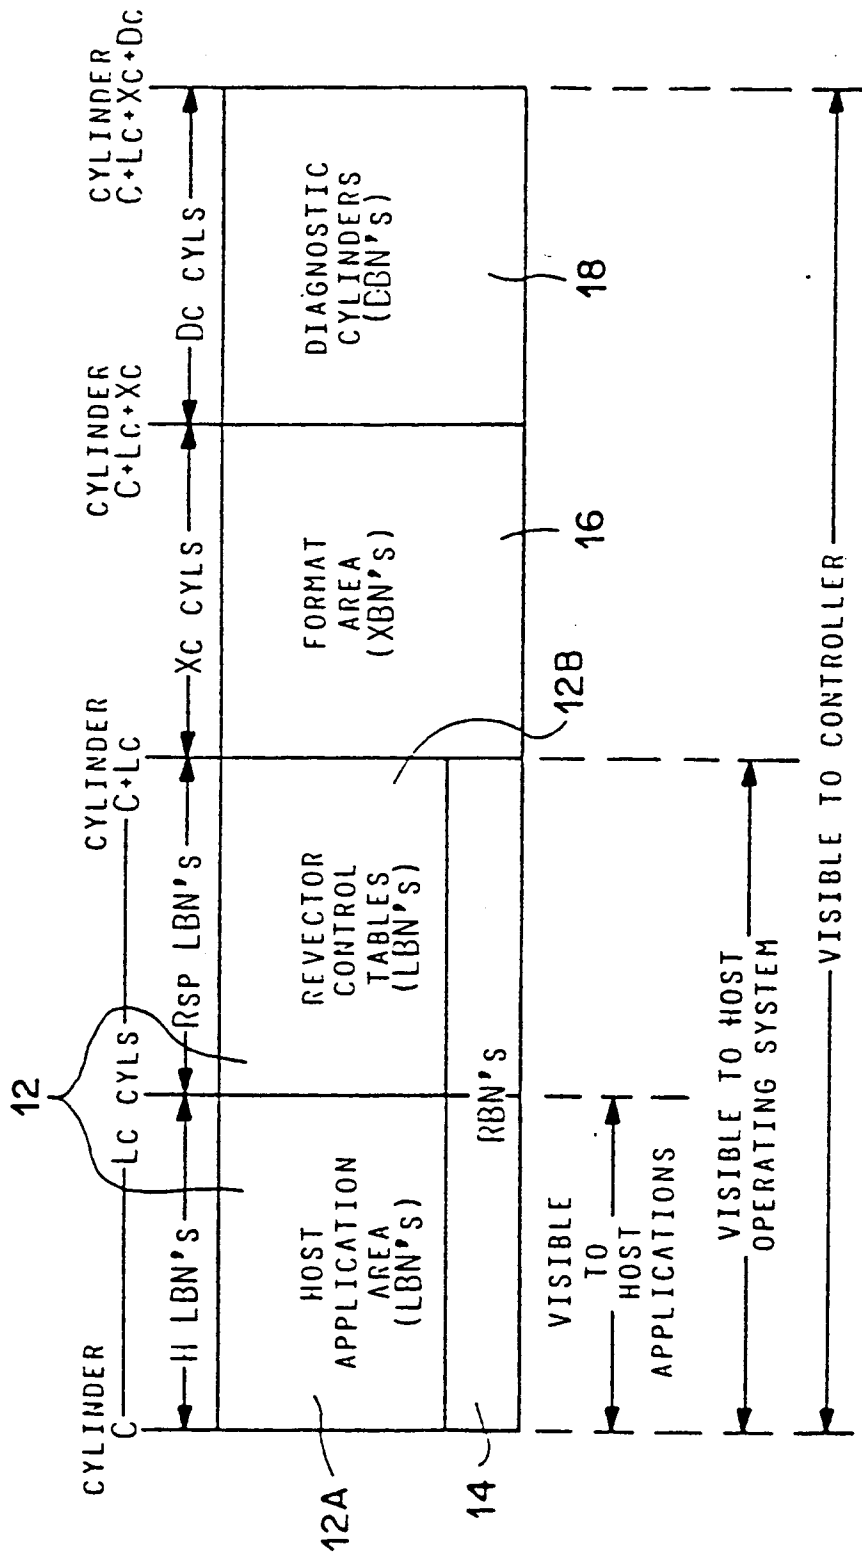 CYLINDER
C
CYLINDER
C+LC
CYLINDER
C+LC+XC
CYLINDER
C+LC+XC+DC
12
LC CYLS
H LBN'S
RSP LBN'S
XC CYLS
DC CYLS
HOST
APPLICATION
AREA
(LBN'S)
REVECTOR
CONTROL
TABLES
(LBN'S)
FORMAT
AREA
(XBN'S)
DIAGNOSTIC
CYLINDERS
(DBN'S)
RBN'S
12A
14
12B
16
18
VISIBLE
TO
HOST
APPLICATIONS
VISIBLE TO HOST
OPERATING SYSTEM
VISIBLE TO CONTROLLER